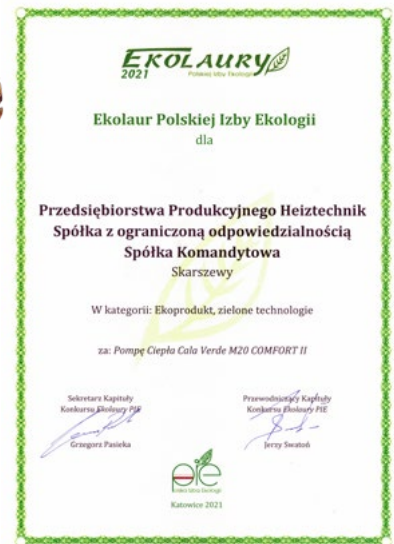 EKOLAURY
2021
Polskiej Izby Ekologii
Ekolaur Polskiej Izby Ekologii
dla
Przedsiębiorstwa Produkcyjnego Heiztechnik
Spółka z ograniczoną odpowiedzialnością
Spółka Komandytowa
Skarszewy
W kategorii: Ekoprodukt, zielone technologie
za: Pompę Ciepła Cala Verde M20 COMFORT II
Sekretarz Kapituły
Konkursu Ekolaury PIE
Grzegorz Pasieka
Przewodniczący Kapituły
Konkursu Ekolaury PIE
Jerzy Swatoń
pie
Polska Izba Ekologii
Katowice 2021